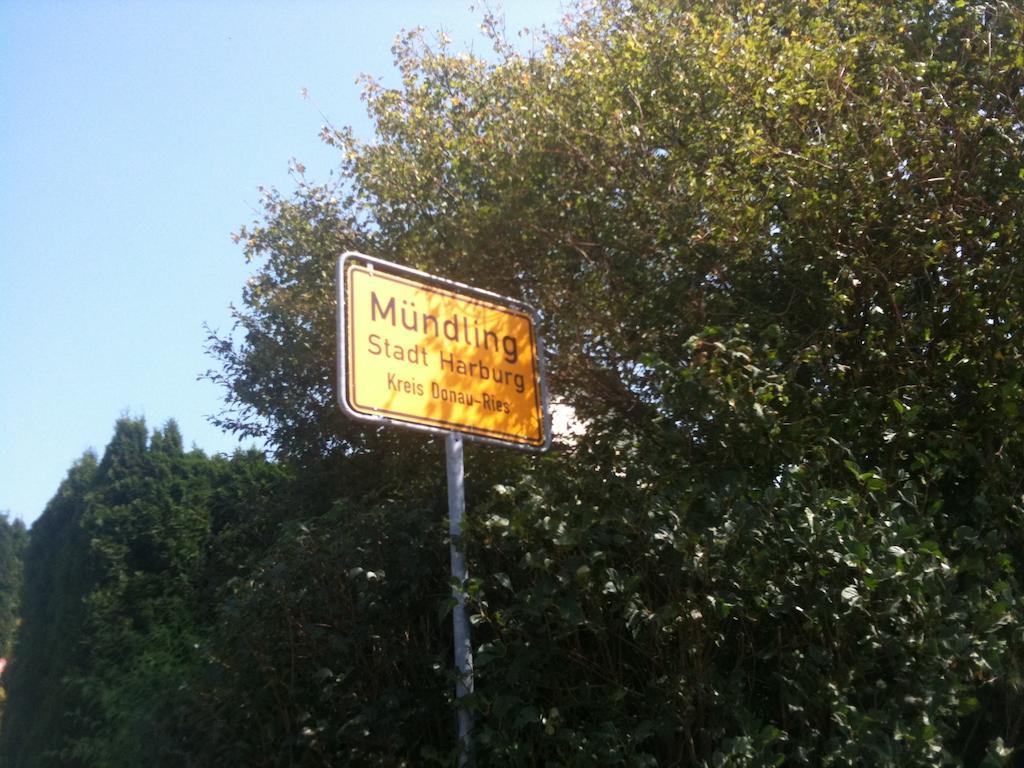 Mündling
Stadt Harburg
Kreis Donau-Ries